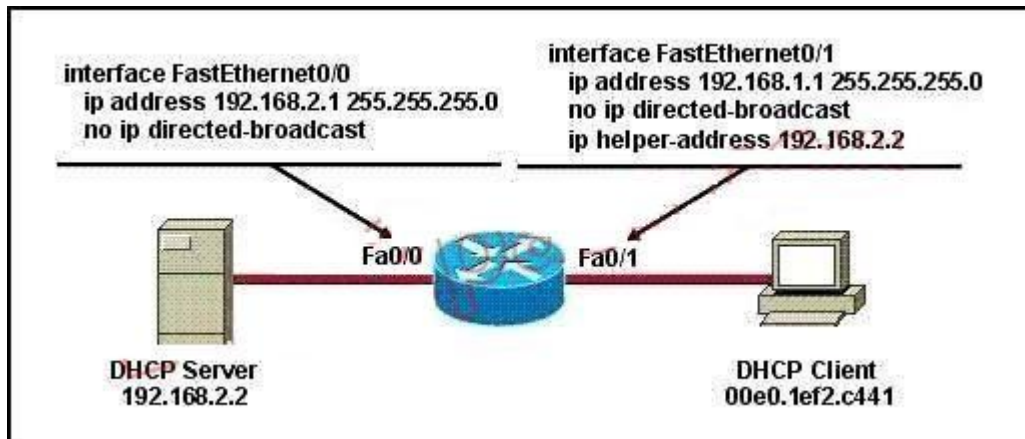 interface FastEthernet0/0
ip address 192.168.2.1 255.255.255.0
no ip directed-broadcast
interface FastEthernet0/1
ip address 192.168.1.1 255.255.255.0
no ip directed-broadcast
ip helper-address 192.168.2.2
Fa0/0
Fa0/1
DHCP Server
192.168.2.2
DHCP Client
00e0.1ef2.c441